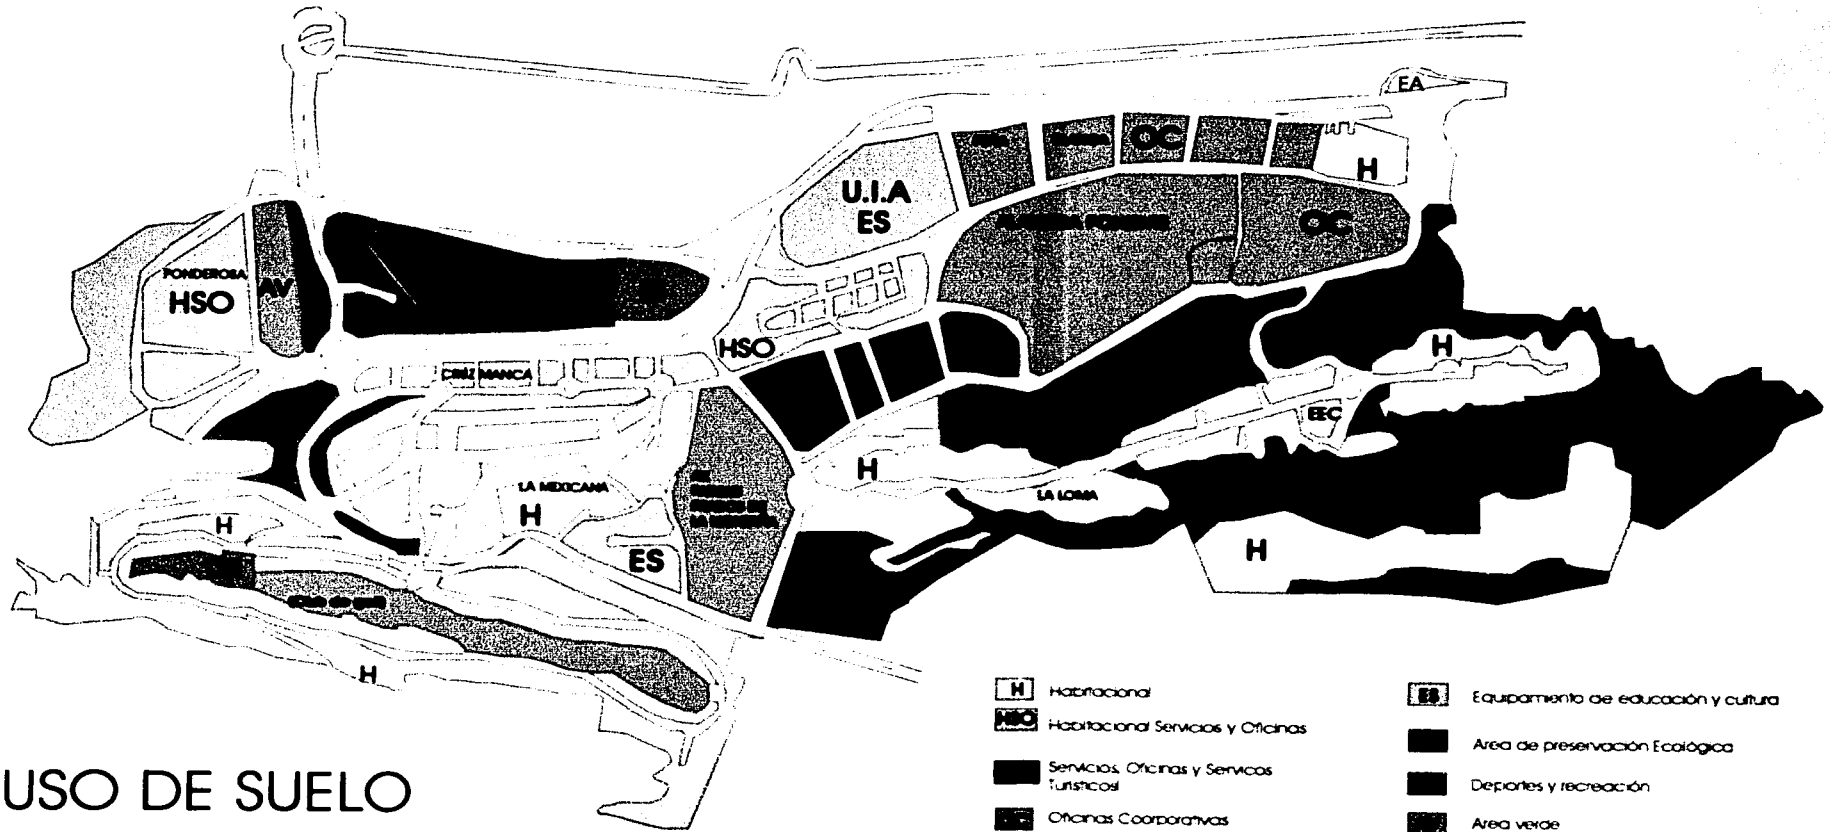 EA
OC
H
U.I.A
ES
OC
PONDEROSA
HSO
AV
HSO
H
CRUZ MANCA
EEC
H
LA MEXICANA
H
LA LOMA
H
ES
H
H
USO DE SUELO
H Habitacional
HSO Habitacional Servicios y Oficinas
Servicios, Oficinas y Servicos
Turísticos
Oficinas Coorporativas
ES Equipamiento de educación y cultura
Area de preservación Ecológica
Deportes y recreación
Area verde